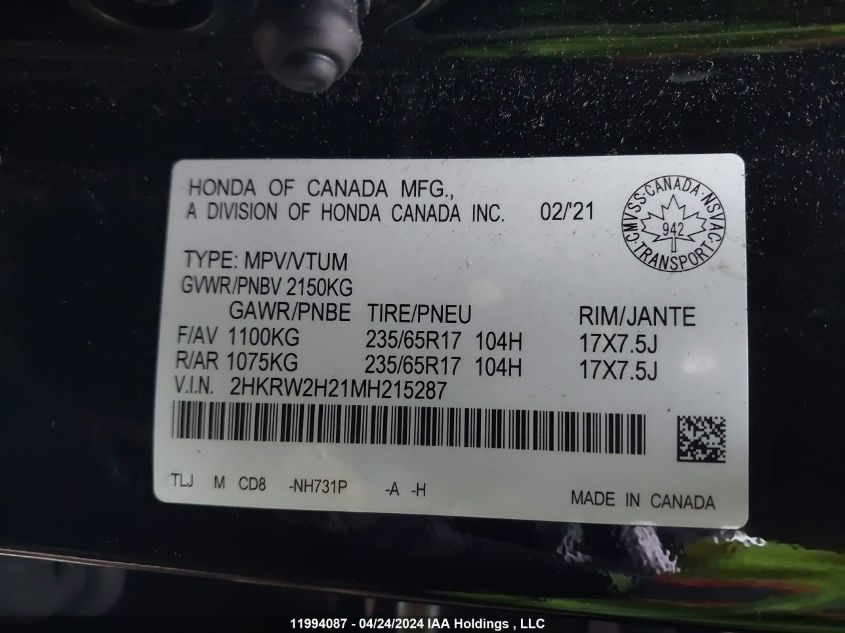 HONDA OF CANADA MFG.,
A DIVISION OF HONDA CANADA INC. 02/'21
CMVSS·CANADA·NSVAC·TRANSPORT·
942
TYPE: MPV/VTUM
GVWR/PNBV 2150KG
GAWR/PNBE TIRE/PNEU RIM/JANTE
F/AV 1100KG 235/65R17 104H 17X7.5J
R/AR 1075KG 235/65R17 104H 17X7.5J
V.I.N. 2HKRW2H21MH215287
TLJ M CD8 -NH731P -A -H
MADE IN CANADA
11994087 - 04/24/2024 IAA Holdings , LLC